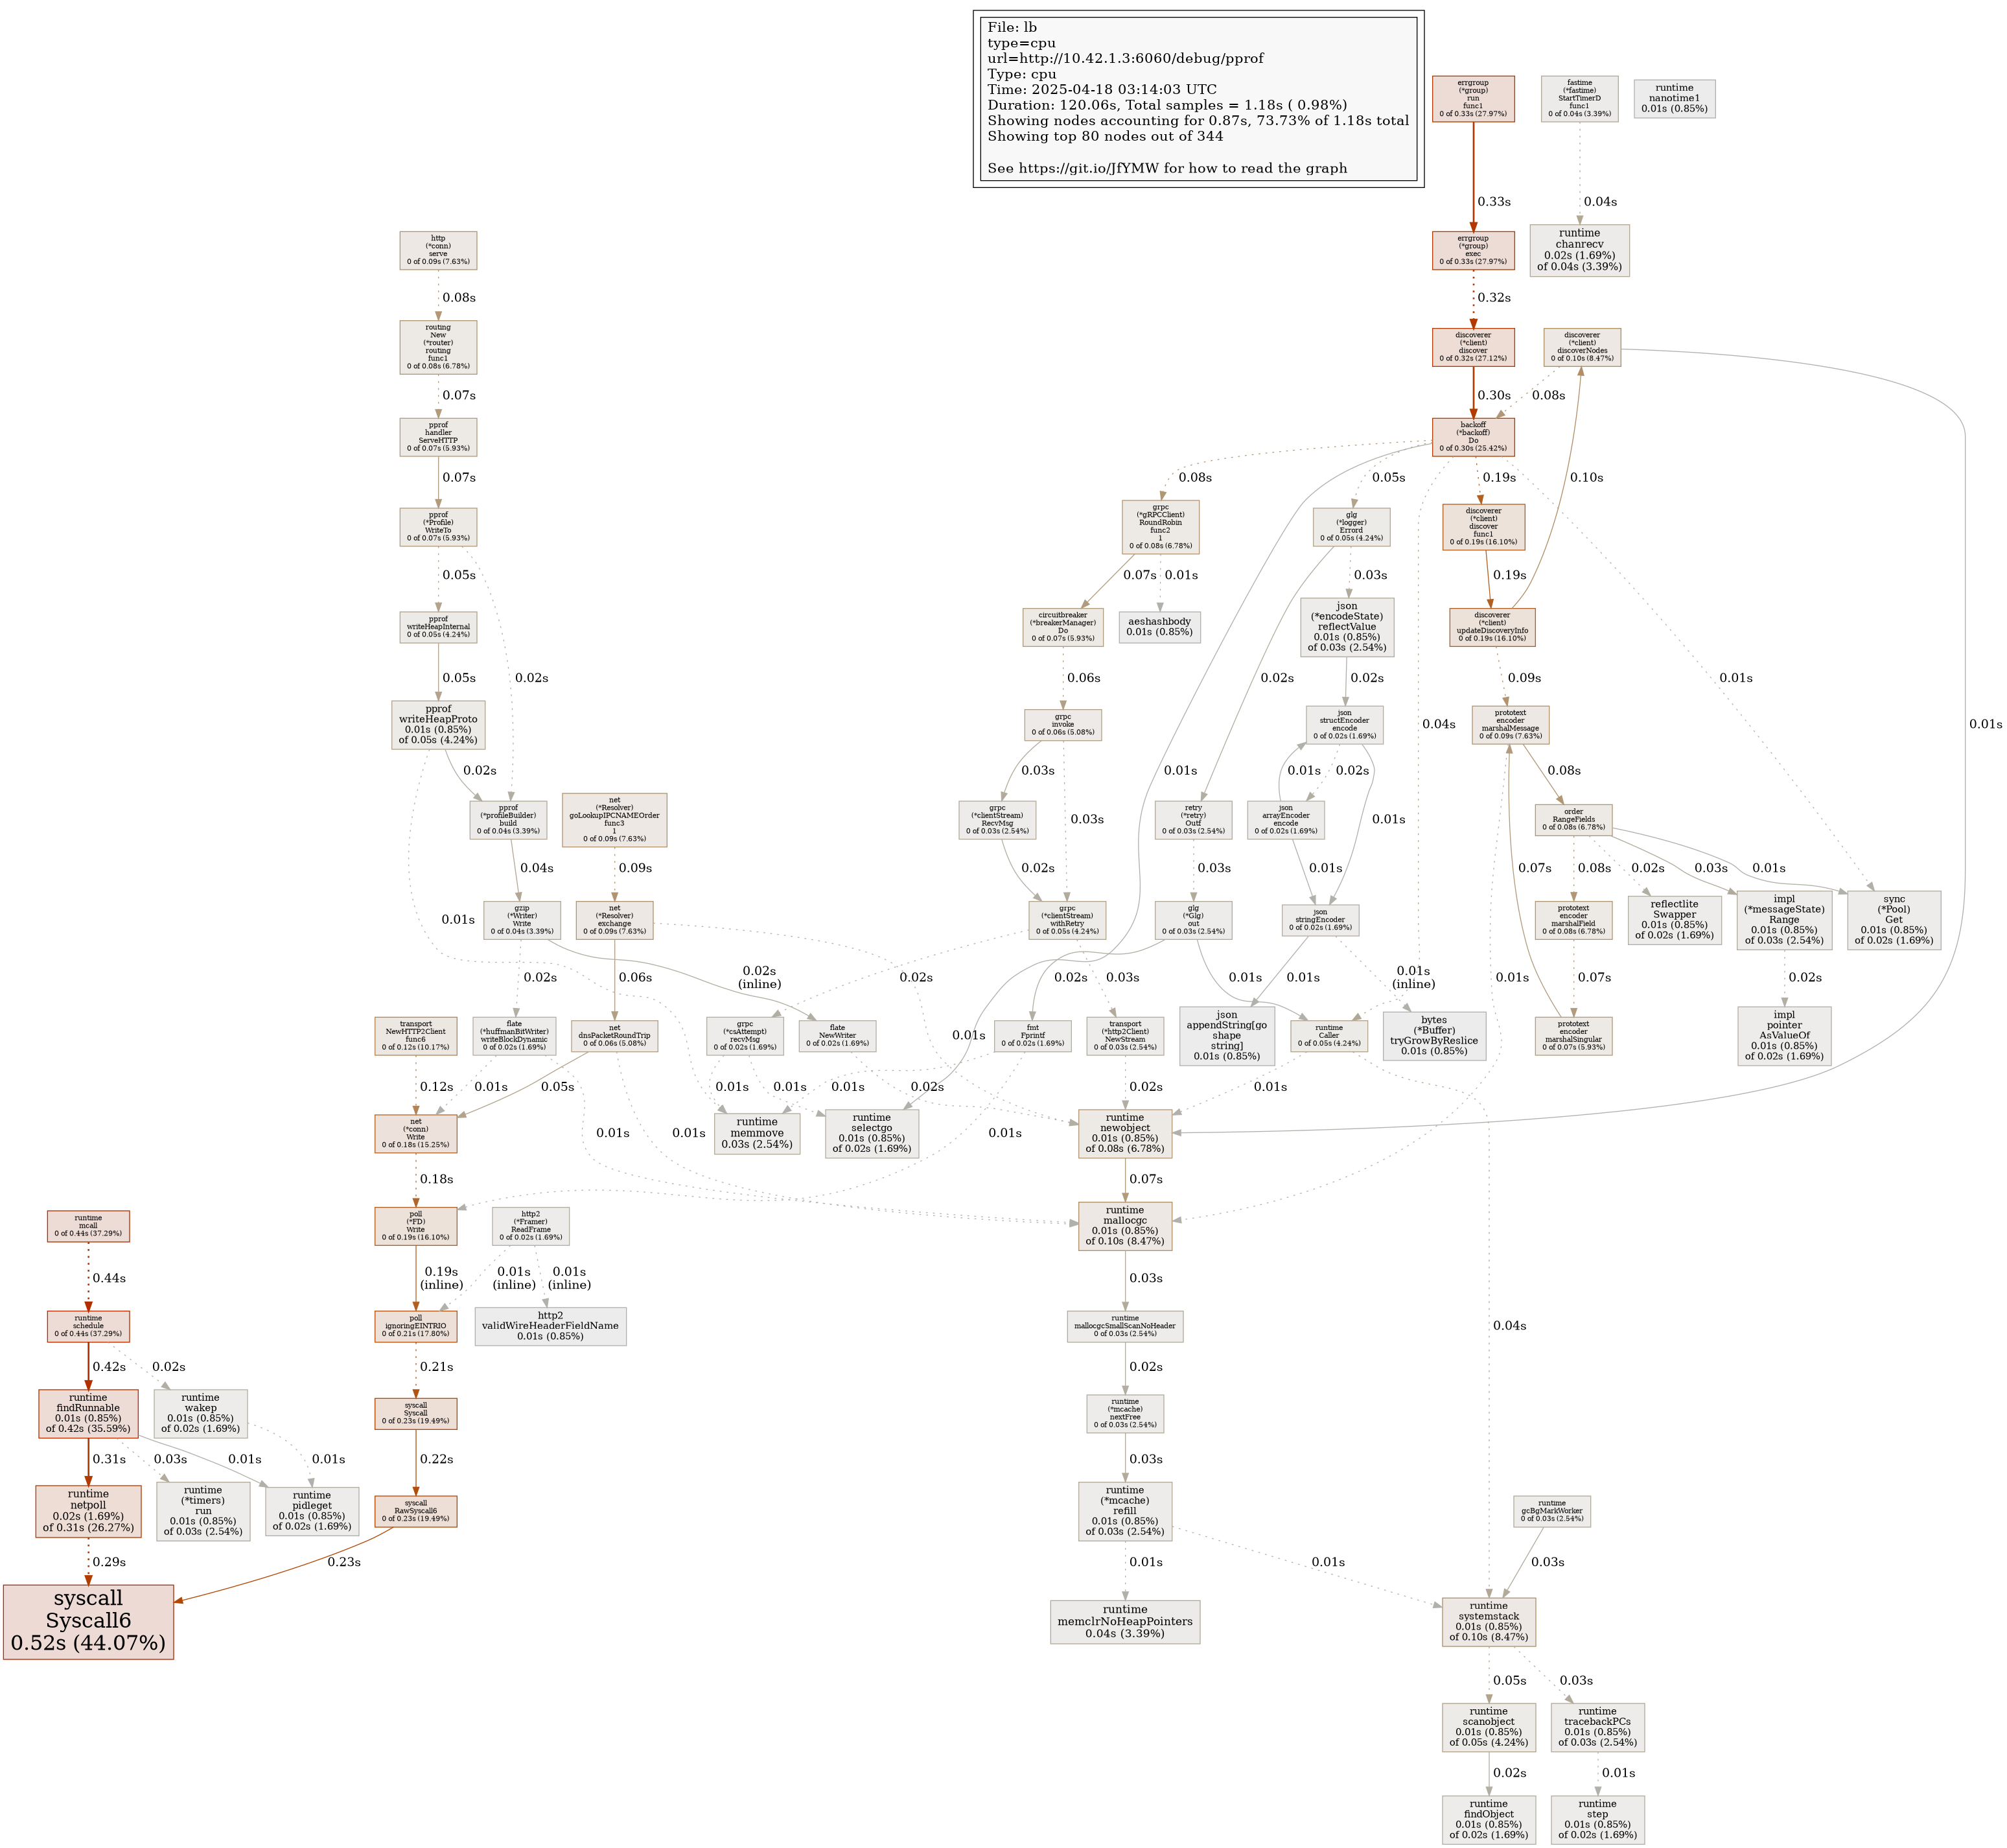 File: lb
type=cpu
url=http://10.42.1.3:6060/debug/pprof
Type: cpu
Time: 2025-04-18 03:14:03 UTC
Duration: 120.06s, Total samples = 1.18s ( 0.98%)
Showing nodes accounting for 0.87s, 73.73% of 1.18s total
Showing top 80 nodes out of 344
See https://git.io/JfYMW for how to read the graph
errgroup
(*group)
run
func1
0 of 0.33s (27.97%)
fastime
(*fastime)
StartTimerD
func1
0 of 0.04s (3.39%)
runtime
nanotime1
0.01s (0.85%)
0.33s
0.04s
http
(*conn)
serve
0 of 0.09s (7.63%)
errgroup
(*group)
exec
0 of 0.33s (27.97%)
runtime
chanrecv
0.02s (1.69%)
of 0.04s (3.39%)
0.08s
0.32s
routing
New
(*router)
routing
func1
0 of 0.08s (6.78%)
discoverer
(*client)
discover
0 of 0.32s (27.12%)
discoverer
(*client)
discoverNodes
0 of 0.10s (8.47%)
0.07s
0.30s
0.08s
pprof
handler
ServeHTTP
0 of 0.07s (5.93%)
backoff
(*backoff)
Do
0 of 0.30s (25.42%)
0.07s
0.08s
0.05s
0.19s
0.10s
pprof
(*Profile)
WriteTo
0 of 0.07s (5.93%)
grpc
(*gRPCClient)
RoundRobin
func2
1
0 of 0.08s (6.78%)
glg
(*logger)
Errord
0 of 0.05s (4.24%)
discoverer
(*client)
discover
func1
0 of 0.19s (16.10%)
0.05s
0.07s
0.01s
0.03s
0.19s
pprof
writeHeapInternal
0 of 0.05s (4.24%)
circuitbreaker
(*breakerManager)
Do
0 of 0.07s (5.93%)
aeshashbody
0.01s (0.85%)
json
(*encodeState)
reflectValue
0.01s (0.85%)
of 0.03s (2.54%)
discoverer
(*client)
updateDiscoveryInfo
0 of 0.19s (16.10%)
0.05s
0.02s
0.06s
0.02s
0.02s
0.09s
0.01s
pprof
writeHeapProto
0.01s (0.85%)
of 0.05s (4.24%)
grpc
invoke
0 of 0.06s (5.08%)
json
structEncoder
encode
0 of 0.02s (1.69%)
0.04s
prototext
encoder
marshalMessage
0 of 0.09s (7.63%)
0.01s
0.02s
0.03s
0.01s
0.01s
0.02s
0.08s
pprof
(*profileBuilder)
build
0 of 0.04s (3.39%)
net
(*Resolver)
goLookupIPCNAMEOrder
func3
1
0 of 0.09s (7.63%)
grpc
(*clientStream)
RecvMsg
0 of 0.03s (2.54%)
0.03s
retry
(*retry)
Outf
0 of 0.03s (2.54%)
json
arrayEncoder
encode
0 of 0.02s (1.69%)
0.01s
order
RangeFields
0 of 0.08s (6.78%)
0.04s
0.09s
0.02s
0.03s
0.01s
0.07s
0.08s
0.02s
0.03s
0.01s
0.01s
gzip
(*Writer)
Write
0 of 0.04s (3.39%)
net
(*Resolver)
exchange
0 of 0.09s (7.63%)
grpc
(*clientStream)
withRetry
0 of 0.05s (4.24%)
glg
(*Glg)
out
0 of 0.03s (2.54%)
json
stringEncoder
0 of 0.02s (1.69%)
prototext
encoder
marshalField
0 of 0.08s (6.78%)
reflectlite
Swapper
0.01s (0.85%)
of 0.02s (1.69%)
impl
(*messageState)
Range
0.01s (0.85%)
of 0.03s (2.54%)
sync
(*Pool)
Get
0.01s (0.85%)
of 0.02s (1.69%)
0.02s
0.02s
(inline)
0.06s
0.02s
0.03s
0.02s
0.01s
0.01s
0.01s
(inline)
0.01s
0.07s
0.02s
transport
NewHTTP2Client
func6
0 of 0.12s (10.17%)
flate
(*huffmanBitWriter)
writeBlockDynamic
0 of 0.02s (1.69%)
net
dnsPacketRoundTrip
0 of 0.06s (5.08%)
grpc
(*csAttempt)
recvMsg
0 of 0.02s (1.69%)
flate
NewWriter
0 of 0.02s (1.69%)
0.01s
fmt
Fprintf
0 of 0.02s (1.69%)
transport
(*http2Client)
NewStream
0 of 0.03s (2.54%)
json
appendString[go
shape
string]
0.01s (0.85%)
runtime
Caller
0 of 0.05s (4.24%)
bytes
(*Buffer)
tryGrowByReslice
0.01s (0.85%)
prototext
encoder
marshalSingular
0 of 0.07s (5.93%)
impl
pointer
AsValueOf
0.01s (0.85%)
of 0.02s (1.69%)
0.12s
0.01s
0.05s
0.01s
0.01s
0.01s
0.02s
0.02s
0.01s
net
(*conn)
Write
0 of 0.18s (15.25%)
0.01s
0.01s
runtime
memmove
0.03s (2.54%)
runtime
selectgo
0.01s (0.85%)
of 0.02s (1.69%)
0.01s
runtime
newobject
0.01s (0.85%)
of 0.08s (6.78%)
0.18s
0.07s
runtime
mcall
0 of 0.44s (37.29%)
poll
(*FD)
Write
0 of 0.19s (16.10%)
http2
(*Framer)
ReadFrame
0 of 0.02s (1.69%)
runtime
mallocgc
0.01s (0.85%)
of 0.10s (8.47%)
0.44s
0.19s
(inline)
0.01s
(inline)
0.01s
(inline)
0.03s
runtime
schedule
0 of 0.44s (37.29%)
poll
ignoringEINTRIO
0 of 0.21s (17.80%)
http2
validWireHeaderFieldName
0.01s (0.85%)
runtime
mallocgcSmallScanNoHeader
0 of 0.03s (2.54%)
0.04s
0.42s
0.02s
0.21s
0.02s
runtime
findRunnable
0.01s (0.85%)
of 0.42s (35.59%)
runtime
wakep
0.01s (0.85%)
of 0.02s (1.69%)
syscall
Syscall
0 of 0.23s (19.49%)
runtime
(*mcache)
nextFree
0 of 0.03s (2.54%)
0.31s
0.03s
0.01s
0.01s
0.22s
0.03s
runtime
netpoll
0.02s (1.69%)
of 0.31s (26.27%)
runtime
(*timers)
run
0.01s (0.85%)
of 0.03s (2.54%)
runtime
pidleget
0.01s (0.85%)
of 0.02s (1.69%)
syscall
RawSyscall6
0 of 0.23s (19.49%)
runtime
(*mcache)
refill
0.01s (0.85%)
of 0.03s (2.54%)
runtime
gcBgMarkWorker
0 of 0.03s (2.54%)
0.29s
0.23s
0.01s
0.01s
0.03s
syscall
Syscall6
0.52s (44.07%)
runtime
memclrNoHeapPointers
0.04s (3.39%)
runtime
systemstack
0.01s (0.85%)
of 0.10s (8.47%)
0.05s
0.03s
runtime
scanobject
0.01s (0.85%)
of 0.05s (4.24%)
runtime
tracebackPCs
0.01s (0.85%)
of 0.03s (2.54%)
0.02s
0.01s
runtime
findObject
0.01s (0.85%)
of 0.02s (1.69%)
runtime
step
0.01s (0.85%)
of 0.02s (1.69%)